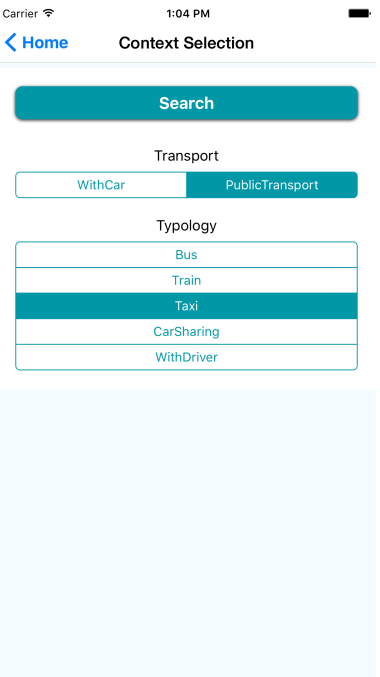 Carrier 1:04 PM
Home Context Selection
Search
Transport
WithCar PublicTransport
Typology
Bus
Train
Taxi
CarSharing
WithDriver